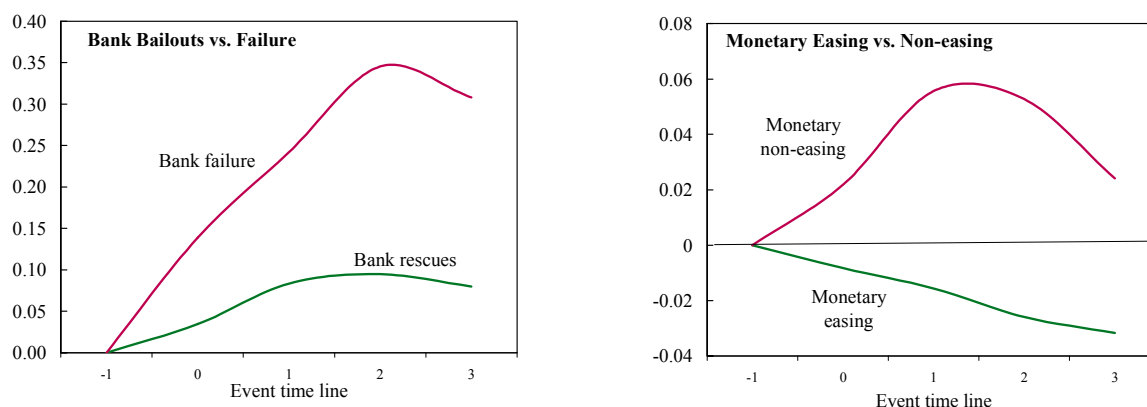 Bank Bailouts vs. Failure
0.40
0.35
0.30
0.25
0.20
0.15
0.10
0.05
0.00
Bank failure
Bank rescues
-1
0
1
2
3
Event time line
Monetary Easing vs. Non-easing
0.08
0.06
0.04
0.02
0
-0.02
-0.04
Monetary
non-easing
Monetary
easing
-1
0
1
2
3
Event time line